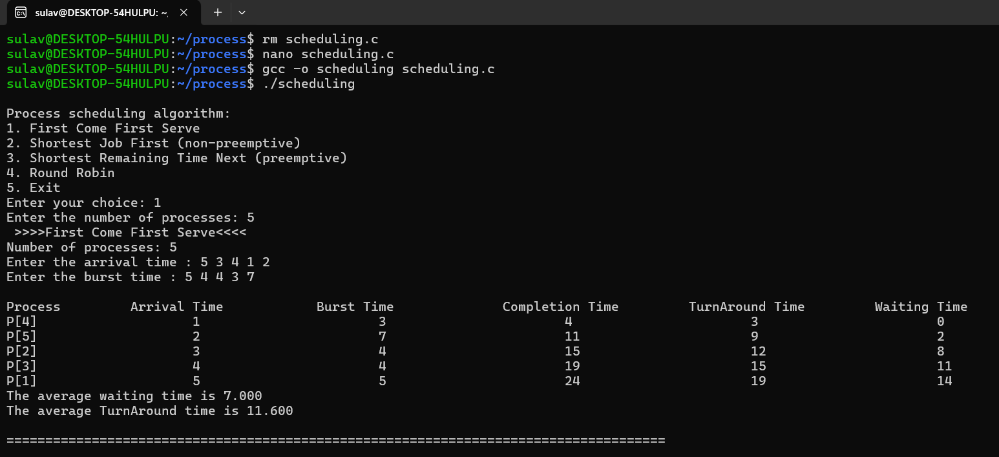 sulav@DESKTOP-54HULPU: ~/
sulav@DESKTOP-54HULPU:~/process$ rm scheduling.c
sulav@DESKTOP-54HULPU:~/process$ nano scheduling.c
sulav@DESKTOP-54HULPU:~/process$ gcc -o scheduling scheduling.c
sulav@DESKTOP-54HULPU:~/process$ ./scheduling
Process scheduling algorithm:
1. First Come First Serve
2. Shortest Job First (non-preemptive)
3. Shortest Remaining Time Next (preemptive)
4. Round Robin
5. Exit
Enter your choice: 1
Enter the number of processes: 5
 >>>>First Come First Serve<<<<
Number of processes: 5
Enter the arrival time : 5 3 4 1 2
Enter the burst time : 5 4 4 3 7
Process Arrival Time Burst Time Completion Time TurnAround Time Waiting Time
P[4] 1 3 4 3 0
P[5] 2 7 11 9 2
P[2] 3 4 15 12 8
P[3] 4 4 19 15 11
P[1] 5 5 24 19 14
The average waiting time is 7.000
The average TurnAround time is 11.600
=====================================================================================